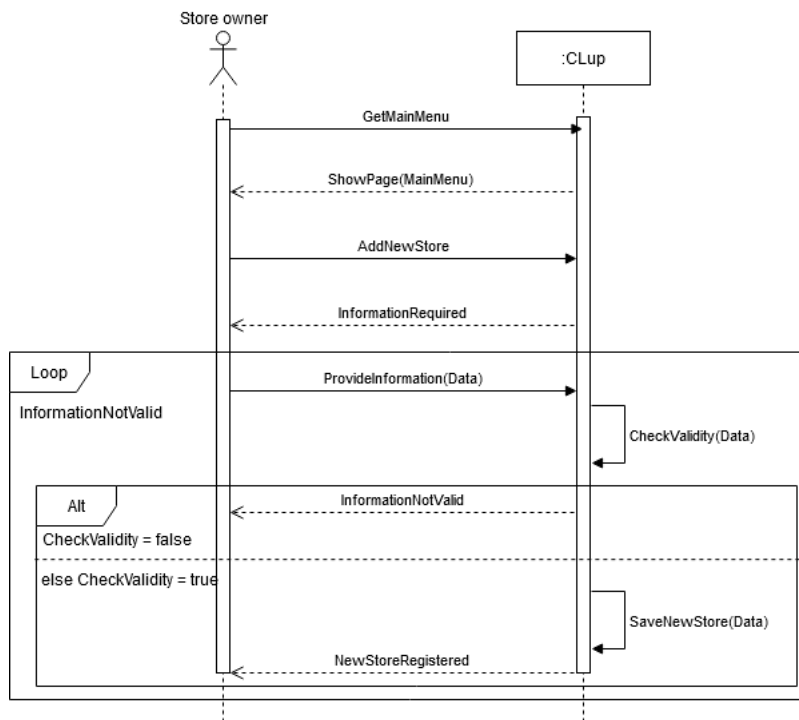 Store owner
:CLup
GetMainMenu
ShowPage(MainMenu)
AddNewStore
InformationRequired
Loop
ProvideInformation(Data)
InformationNotValid
CheckValidity(Data)
Alt
InformationNotValid
CheckValidity = false
else CheckValidity = true
SaveNewStore(Data)
NewStoreRegistered